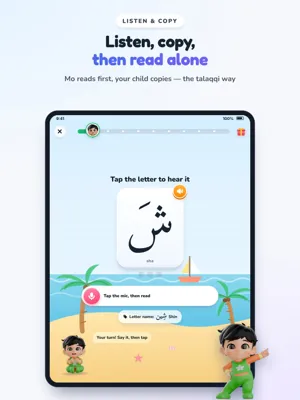 LISTEN & COPY
Listen, copy,
then read alone
Mo reads first, your child copies — the talaqqi way
9:41
100%
Tap the letter to hear it
شَ
sha
Tap the mic, then read
Letter name: شِين Shin
Your turn! Say it, then tap